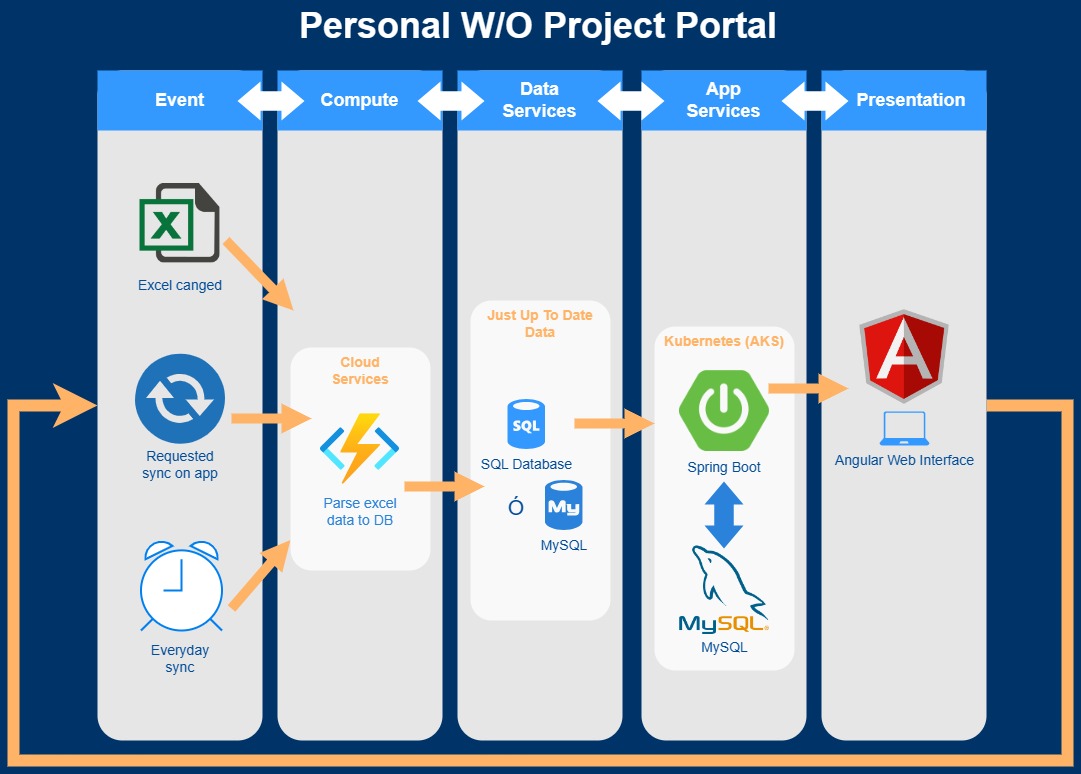 Personal W/O Project Portal
Event
Compute
Data
Services
App
Services
Presentation
X
Excel canged
Requested
sync on app
Everyday
sync
Cloud
Services
Parse excel
data to DB
Just Up To Date
Data
SQL
SQL Database
Ó
My
MySQL
Kubernetes (AKS)
Spring Boot
MySQL
MySQL
A
Angular Web Interface